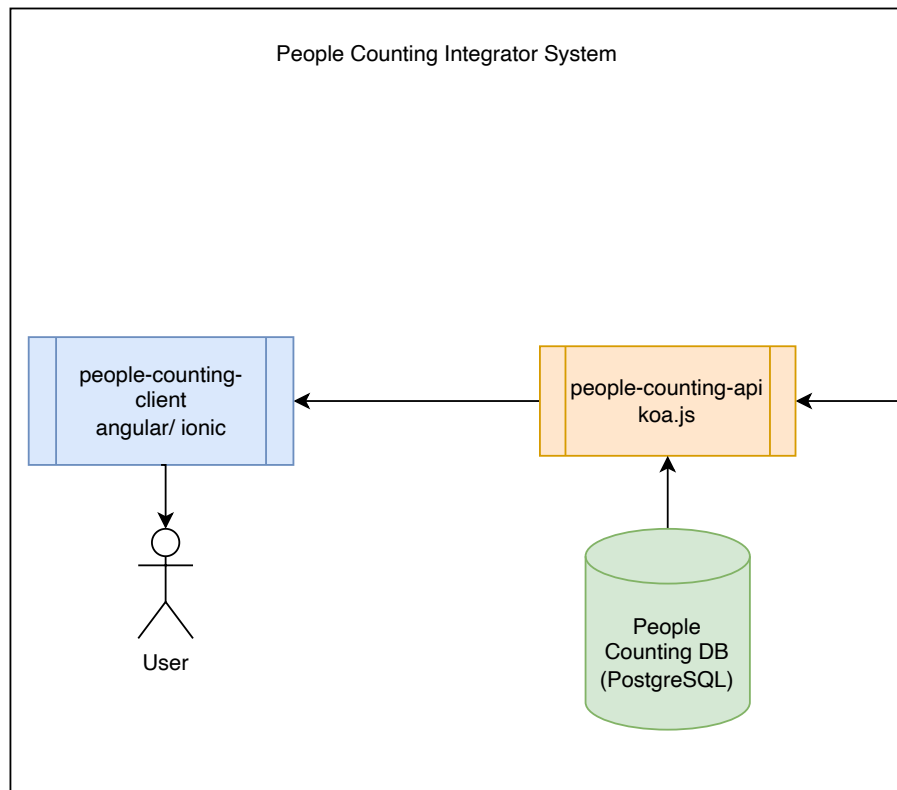 People Counting Integrator System
people-counting-
client
angular/ ionic
people-counting-api
koa.js
User
People
Counting DB
(PostgreSQL)